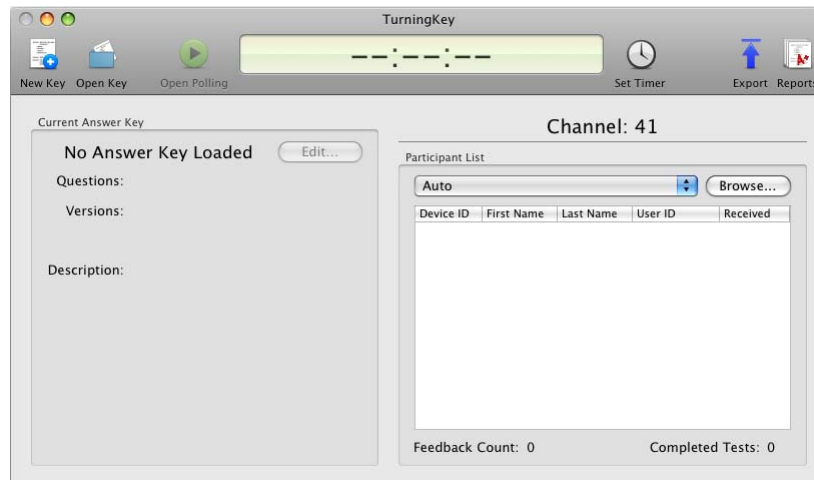 TurningKey
--:--:--
New Key Open Key Open Polling Set Timer Export Reports
Current Answer Key
No Answer Key Loaded Edit...
Questions:
Versions:
Description:
Channel: 41
Participant List
Auto Browse...
Device ID First Name Last Name User ID Received
Feedback Count: 0 Completed Tests: 0